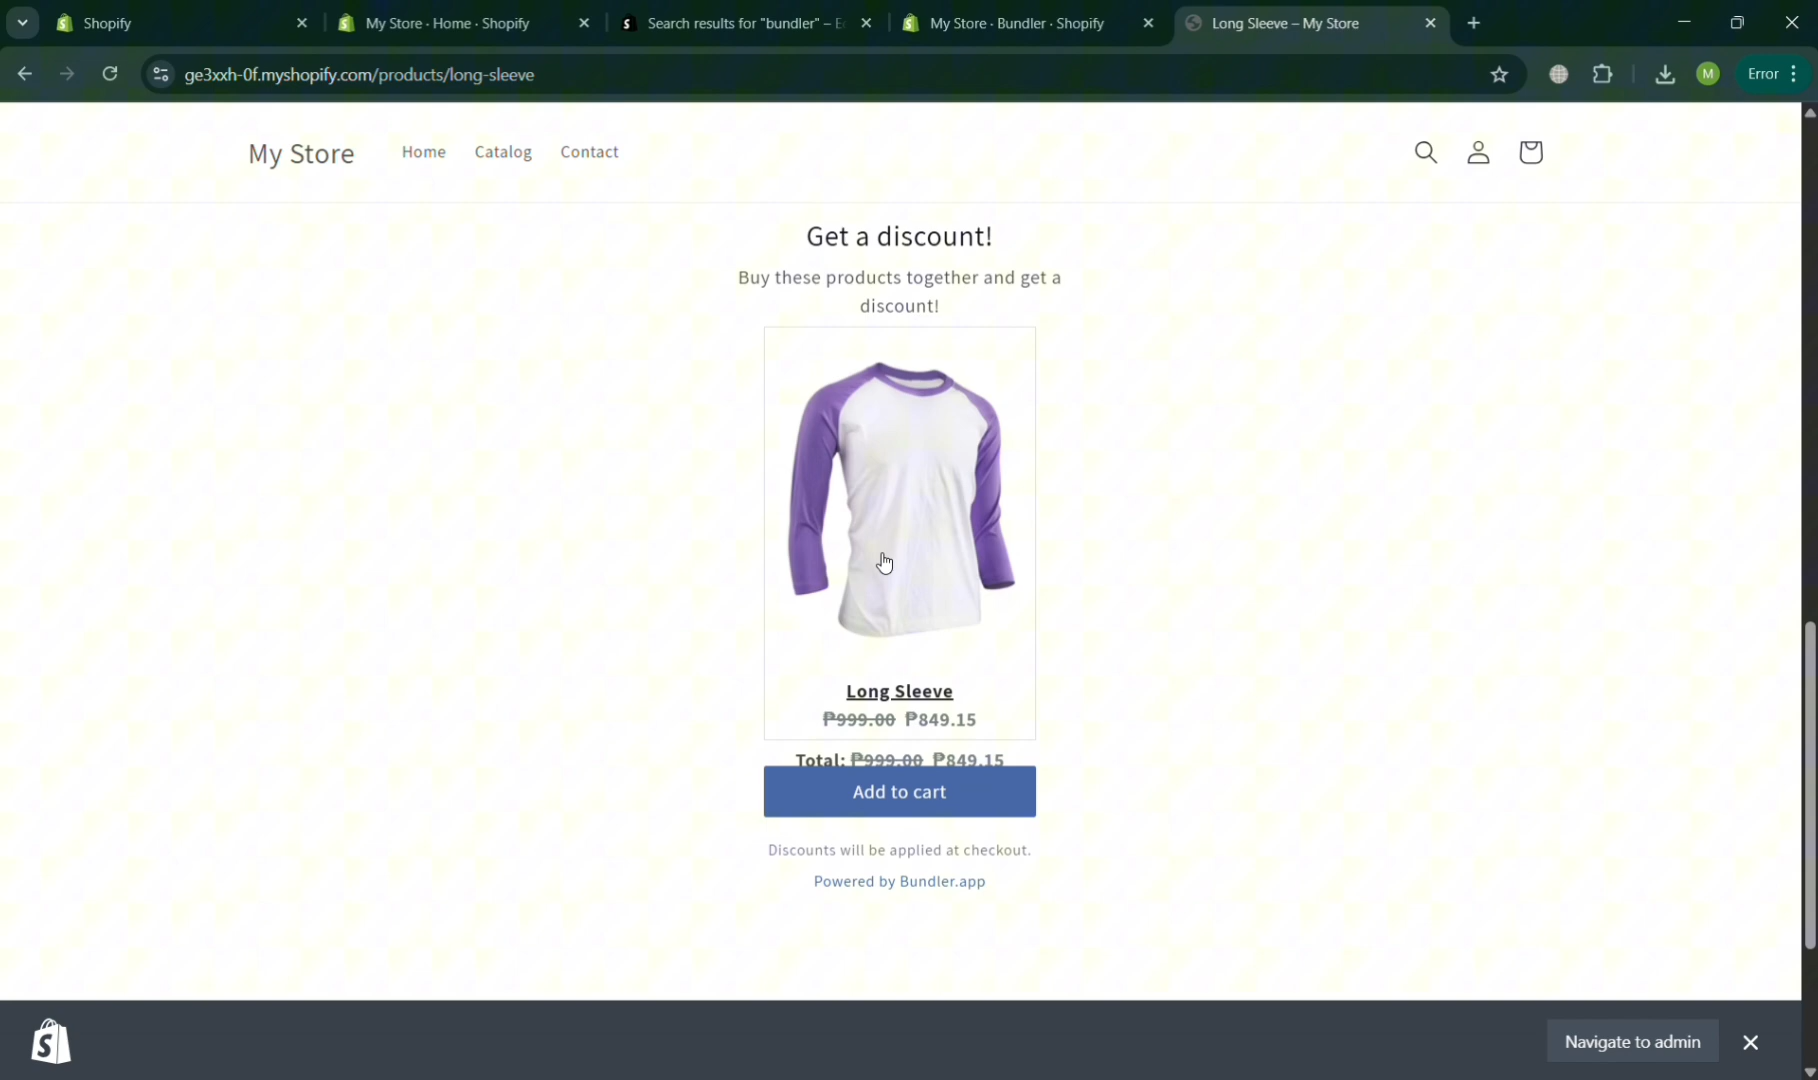 Shopify
My Store · Home · Shopify
Search results for "bundler" – E
My Store · Bundler · Shopify
Long Sleeve – My Store
ge3xxh-0f.myshopify.com/products/long-sleeve
M
Error
My Store
Home
Catalog
Contact
Get a discount!
Buy these products together and get a
discount!
Long Sleeve
₱999.00 ₱849.15
Total: ₱999.00 ₱849.15
Add to cart
Discounts will be applied at checkout.
Powered by Bundler.app
Navigate to admin